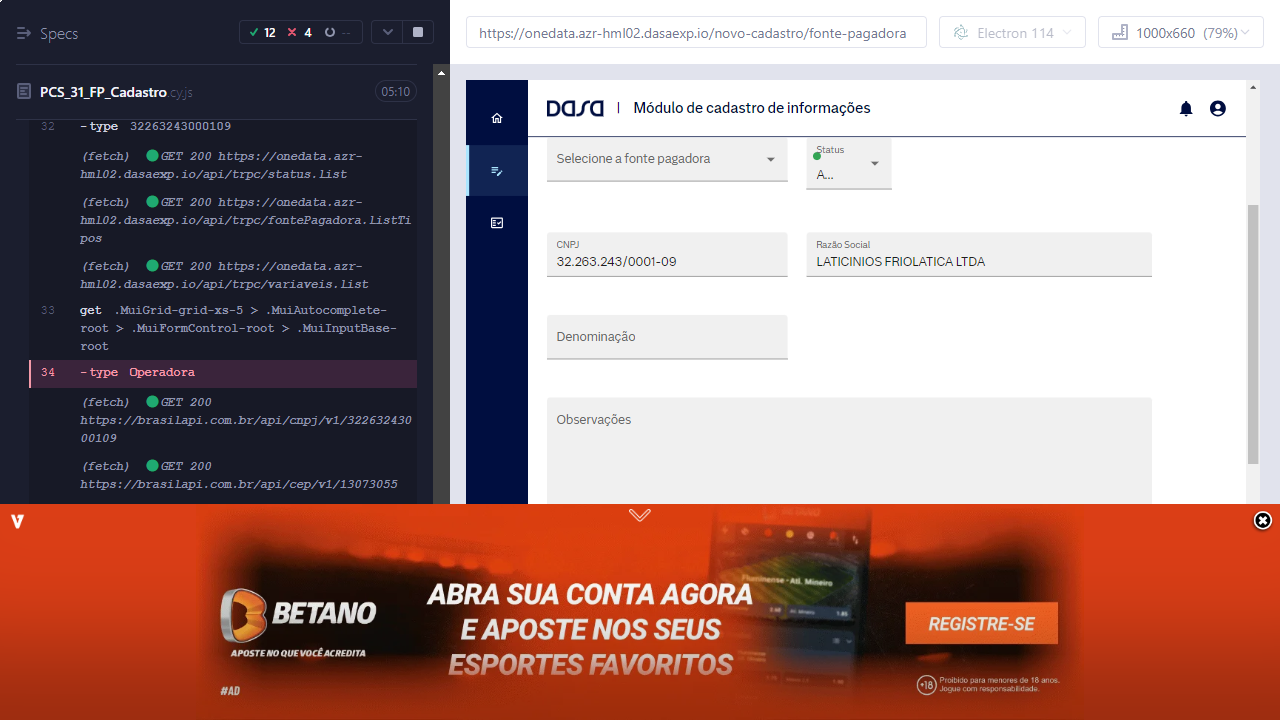 Specs
12
4
--
PCS_31_FP_Cadastro.cy.js
05:10
32
-type 32263243000109
(fetch) GET 200 https://onedata.azr-
hml02.dasaexp.io/api/trpc/status.list
(fetch) GET 200 https://onedata.azr-
hml02.dasaexp.io/api/trpc/fontePagadora.listTi
pos
(fetch) GET 200 https://onedata.azr-
hml02.dasaexp.io/api/trpc/variaveis.list
33
get .MuiGrid-grid-xs-5 > .MuiAutocomplete-
root > .MuiFormControl-root > .MuiInputBase-
root
34
-type Operadora
(fetch) GET 200
https://brasilapi.com.br/api/cnpj/v1/322632430
00109
(fetch) GET 200
https://brasilapi.com.br/api/cep/v1/13073055
https://onedata.azr-hml02.dasaexp.io/novo-cadastro/fonte-pagadora
Electron 114
1000x660 (79%)
DASA
Módulo de cadastro de informações
Selecione a fonte pagadora
Status
A...
CNPJ
32.263.243/0001-09
Razão Social
LATICINIOS FRIOLATICA LTDA
Denominação
Observações
V
BETANO
APOSTE NO QUE VOCÊ ACREDITA
#AD
ABRA SUA CONTA AGORA
E APOSTE NOS SEUS
ESPORTES FAVORITOS
Fluminense - Atl. Mineiro
REGISTRE-SE
+18
Proibido para menores de 18 anos.
Jogue com responsabilidade.